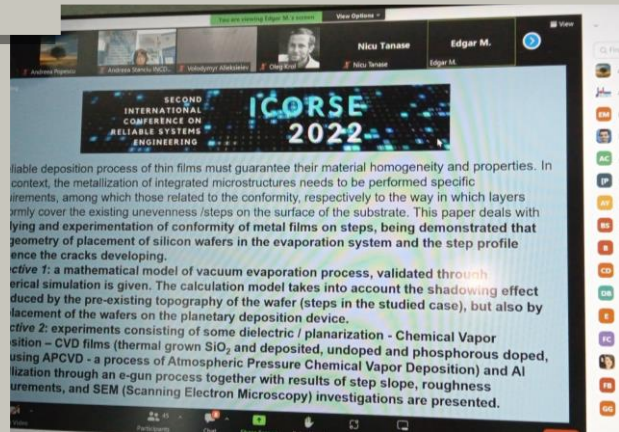 You are viewing Edgar M.'s screen
View Options
View
Andreea Popescu
Volodymyr
Oleg Krol
Nicu Tanase
Nicu Tanase
Edgar M.
Edgar M.
SECOND
INTERNATIONAL
CONFERENCE ON
RELIABLE SYSTEMS
ENGINEERING
ICORSE
2022
liable deposition process of thin films must guarantee their material homogeneity and properties. In
context, the metallization of integrated microstructures needs to be performed specific
irements, among which those related to the conformity, respectively to the way in which layers
ormly cover the existing unevenness /steps on the surface of the substrate. This paper deals with
lying and experimentation of conformity of metal films on steps, being demonstrated that
geometry of placement of silicon wafers in the evaporation system and the step profile
ence the cracks developing.
ctive 1: a mathematical model of vacuum evaporation process, validated through
erical simulation is given. The calculation model takes into account the shadowing effect
duced by the pre-existing topography of the wafer (steps in the studied case), but also by
lacement of the wafers on the planetary deposition device.
ctive 2: experiments consisting of some dielectric / planarization - Chemical Vapor
sition – CVD films (thermal grown SiO₂ and deposited, undoped and phosphorous doped,
using APCVD - a process of Atmospheric Pressure Chemical Vapor Deposition) and Al
lization through an e-gun process together with results of step slope, roughness
urements, and SEM (Scanning Electron Microscopy) investigations are presented.
Participants
45
Chat
EM
AC
JP
AY
BS
B
CD
DB
E
FC
FB
GG